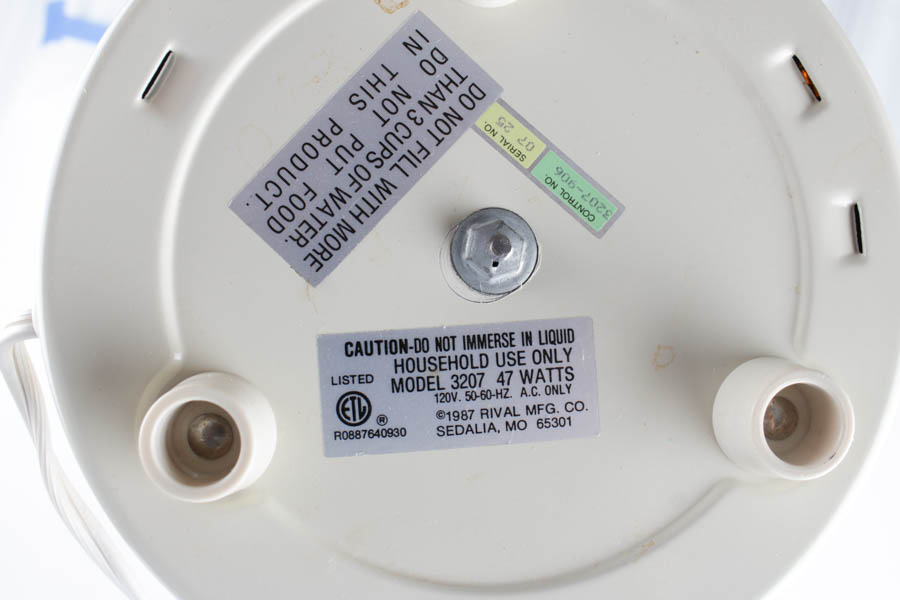 DO NOT FILL WITH MORE
THAN 3 CUPS OF WATER.
DO NOT PUT FOOD
IN THIS PRODUCT.
SERIAL NO.
07 25
CONTROL NO.
3207-906
CAUTION-DO NOT IMMERSE IN LIQUID
HOUSEHOLD USE ONLY
LISTED
MODEL 3207 47 WATTS
120V. 50-60-HZ. A.C. ONLY
ETL ®
©1987 RIVAL MFG. CO.
R0887640930
SEDALIA, MO 65301